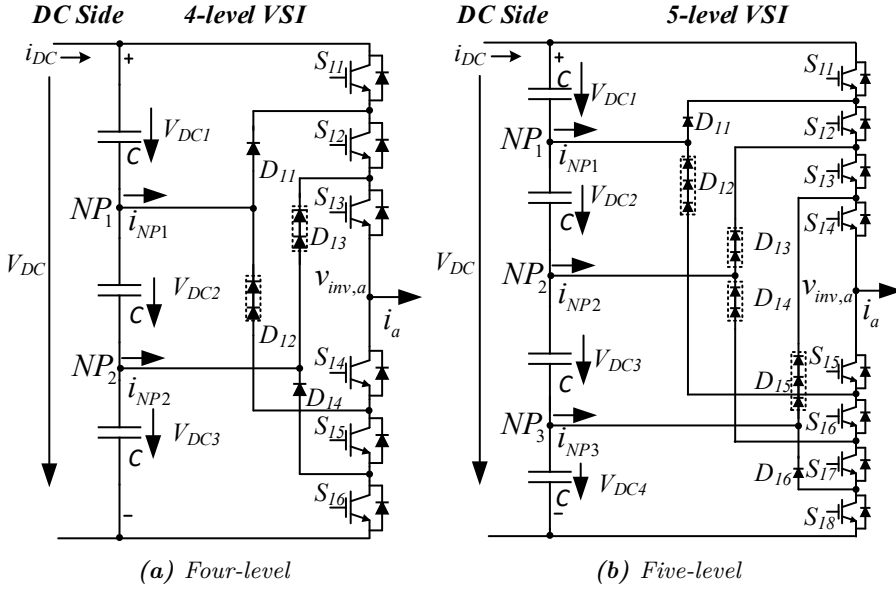 DC Side 4-level VSI
i_DC
+
S_11
V_DC1
C
S_12
D_11
NP_1
i_NP1
S_13
D_13
V_DC
V_DC2
C
D_12
v_inv,a
i_a
NP_2
i_NP2
S_14
D_14
V_DC3
C
S_15
S_16
−
(a) Four-level
DC Side 5-level VSI
i_DC
+
S_11
V_DC1
C
D_11
S_12
NP_1
i_NP1
D_12
S_13
V_DC2
C
S_14
D_13
V_DC
NP_2
i_NP2
D_14
v_inv,a
i_a
V_DC3
C
S_15
D_15
NP_3
i_NP3
S_16
D_16
S_17
V_DC4
C
S_18
−
(b) Five-level